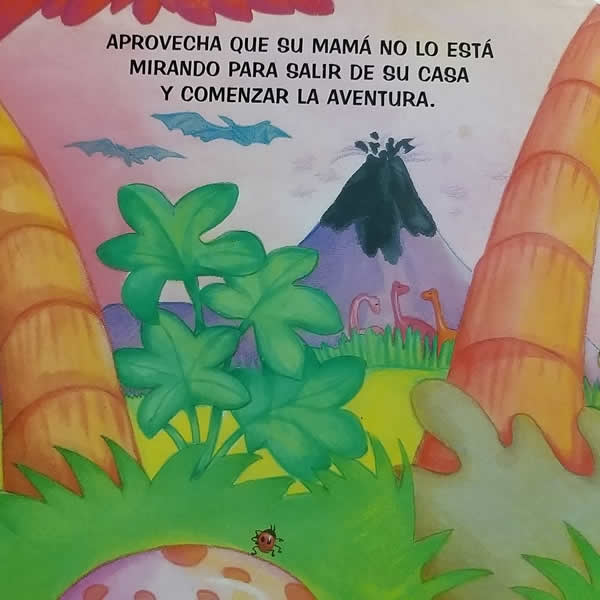 APROVECHA QUE SU MAMÁ NO LO ESTÁ
MIRANDO PARA SALIR DE SU CASA
Y COMENZAR LA AVENTURA.